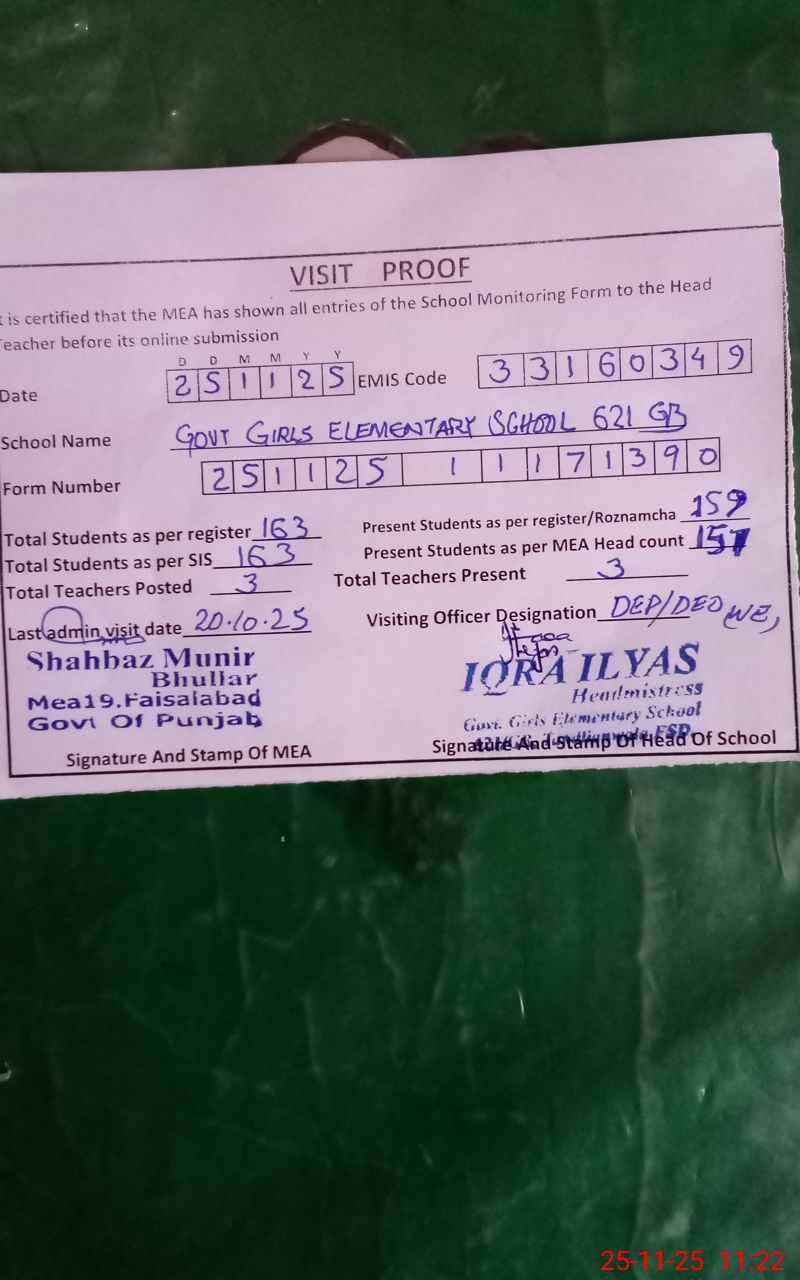 VISIT PROOF
t is certified that the MEA has shown all entries of the School Monitoring Form to the Head
Teacher before its online submission
D D M M Y Y
Date 2 5 1 1 2 5 EMIS Code 3 3 1 6 0 3 4 9
School Name GOVT GIRLS ELEMENTARY SCHOOL 621 GB
Form Number 2 5 1 1 2 5 1 1 1 7 1 3 9 0
Total Students as per register 163 Present Students as per register/Roznamcha 159
Total Students as per SIS 163 Present Students as per MEA Head count 157
Total Teachers Posted 3 Total Teachers Present 3
Last admin visit date 20.10.25 Visiting Officer Designation DEP/DEO (WE)
Shahbaz Munir
Bhullar
Mea19.Faisalabad
Govt Of Punjab
IQRA ILYAS
Headmistress
Govt. Girls Elementary School
FSD
Signature And Stamp Of MEA Signature And Stamp Of Head Of School
25-11-25 11:22